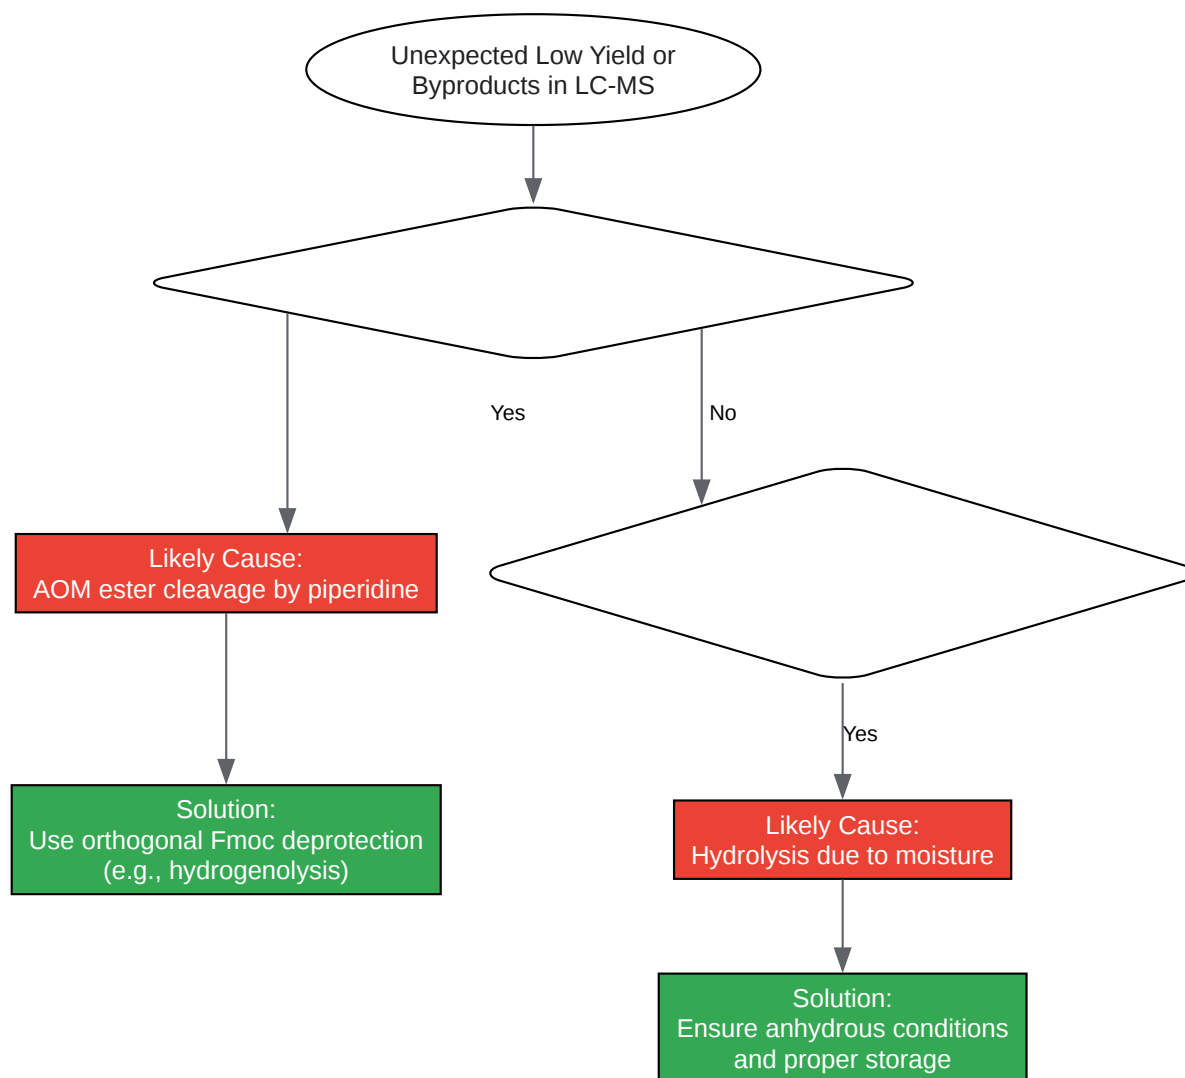 Unexpected Low Yield or
Byproducts in LC-MS
Yes
No
Likely Cause:
AOM ester cleavage by piperidine
Yes
Solution:
Use orthogonal Fmoc deprotection
(e.g., hydrogenolysis)
Likely Cause:
Hydrolysis due to moisture
Solution:
Ensure anhydrous conditions
and proper storage